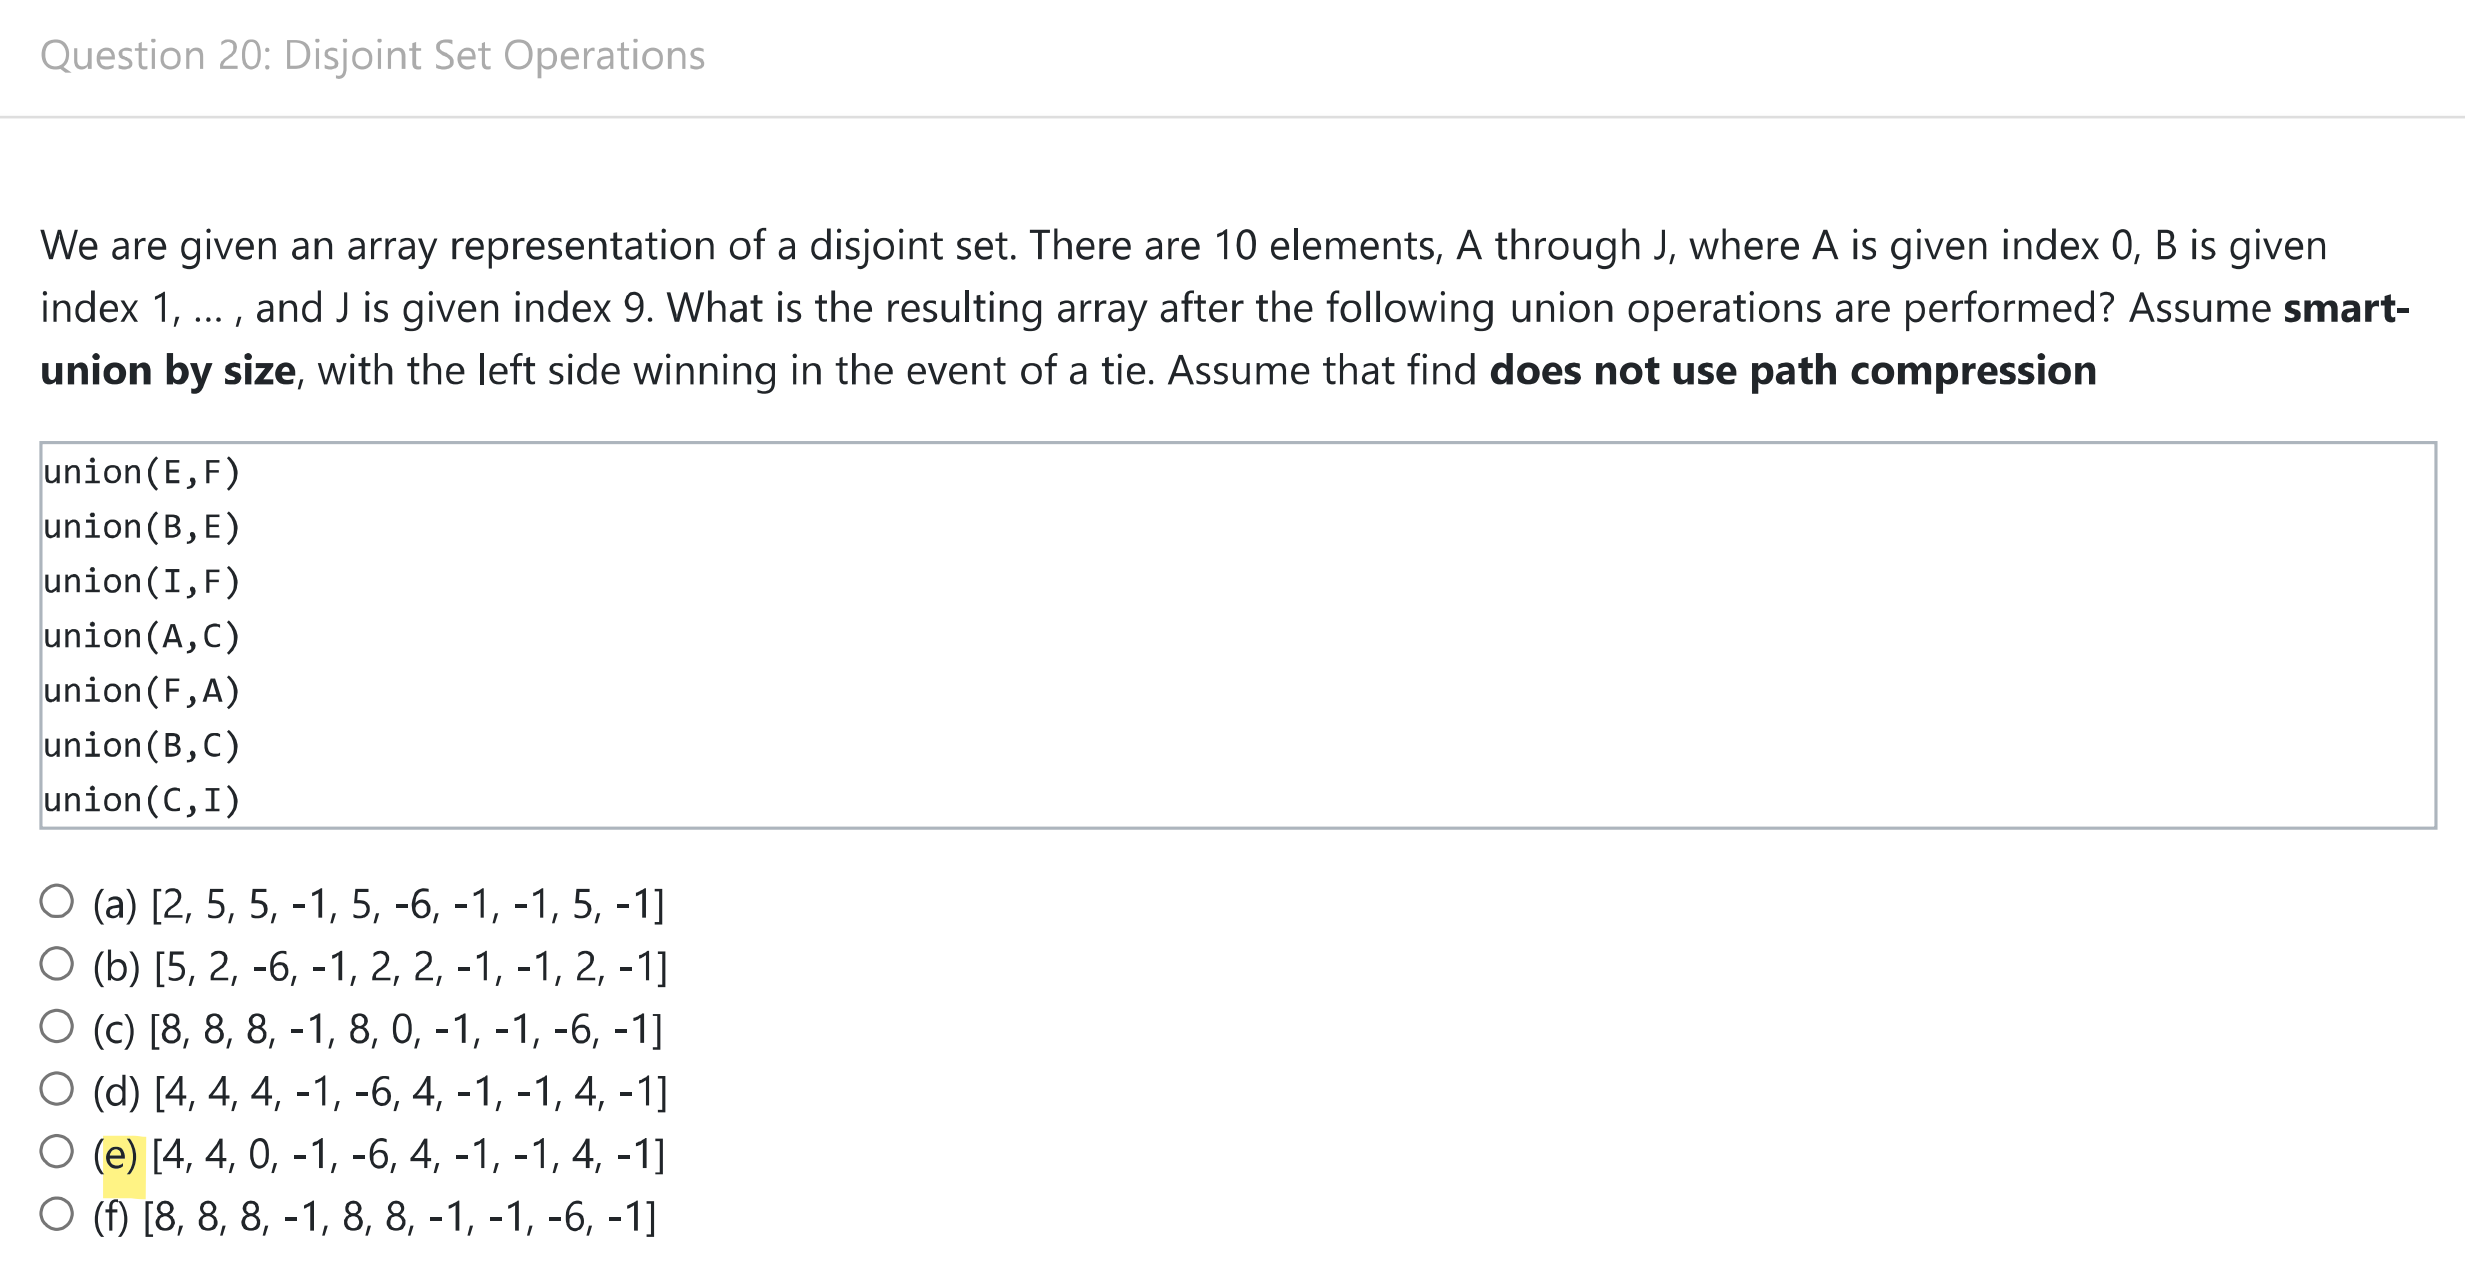 Question 20: Disjoint Set Operations
We are given an array representation of a disjoint set. There are 10 elements, A through J, where A is given index 0, B is given
index 1, ... , and J is given index 9. What is the resulting array after the following union operations are performed? Assume smart-
union by size, with the left side winning in the event of a tie. Assume that find does not use path compression
union(E,F)
union(B,E)
union(I,F)
union(A,C)
union(F,A)
union(B,C)
union(C,I)
(a) [2, 5, 5, -1, 5, -6, -1, -1, 5, -1]
(b) [5, 2, -6, -1, 2, 2, -1, -1, 2, -1]
(c) [8, 8, 8, -1, 8, 0, -1, -1, -6, -1]
(d) [4, 4, 4, -1, -6, 4, -1, -1, 4, -1]
(e) [4, 4, 0, -1, -6, 4, -1, -1, 4, -1]
(f) [8, 8, 8, -1, 8, 8, -1, -1, -6, -1]